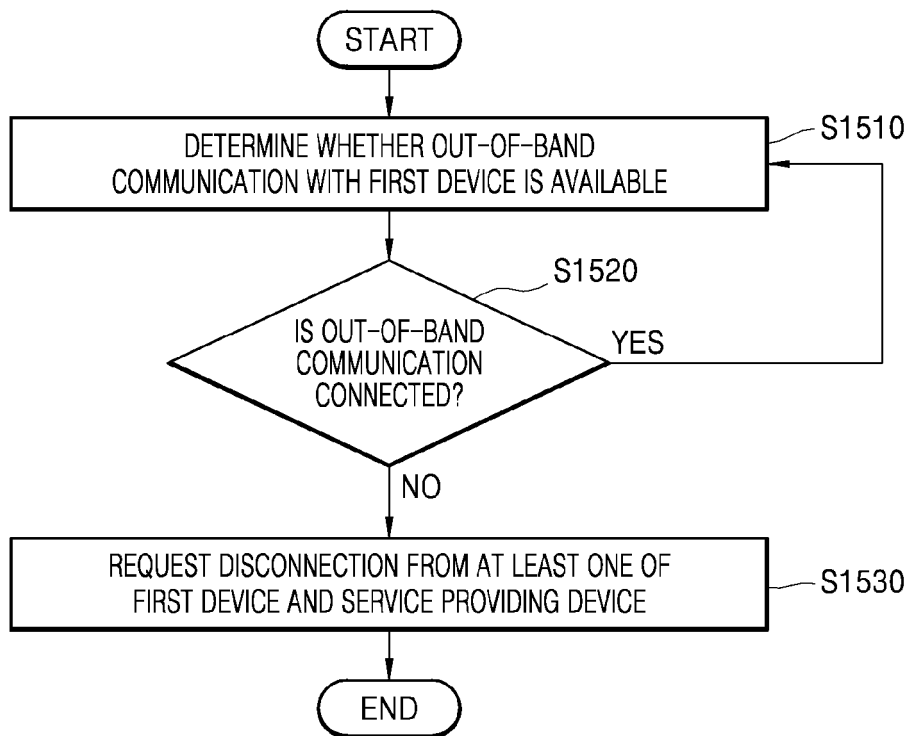 START
DETERMINE WHETHER OUT-OF-BAND
COMMUNICATION WITH FIRST DEVICE IS AVAILABLE
S1510
S1520
IS OUT-OF-BAND
COMMUNICATION
CONNECTED?
YES
NO
REQUEST DISCONNECTION FROM AT LEAST ONE OF
FIRST DEVICE AND SERVICE PROVIDING DEVICE
S1530
END